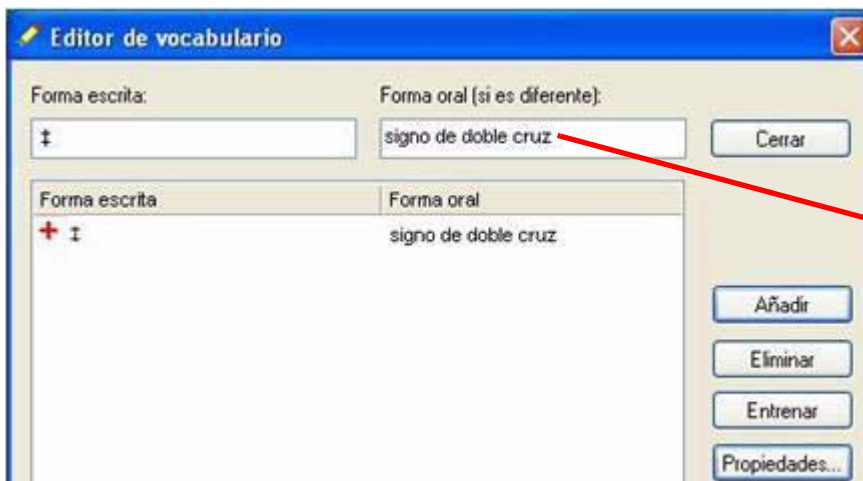 Editor de vocabulario
Forma escrita: Forma oral (si es diferente):
‡ signo de doble cruz Cerrar
Forma escrita Forma oral
‡ signo de doble cruz
Añadir
Eliminar
Entrenar
Propiedades...